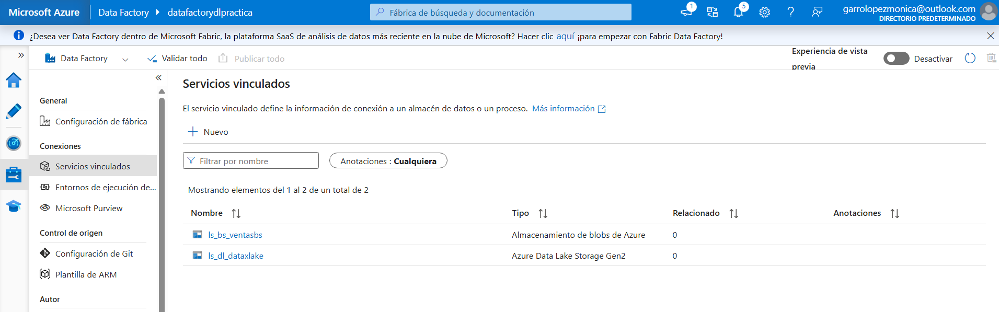 Microsoft Azure
Data Factory
datafactorydlpractica
Fábrica de búsqueda y documentación
1
5
garrolopezmonica@outlook.com
DIRECTORIO PREDETERMINADO
¿Desea ver Data Factory dentro de Microsoft Fabric, la plataforma SaaS de análisis de datos más reciente en la nube de Microsoft? Hacer clic aquí ¡para empezar con Fabric Data Factory!
Data Factory
Validar todo
Publicar todo
Experiencia de vista
previa
Desactivar
General
Configuración de fábrica
Conexiones
Servicios vinculados
Entornos de ejecución de...
Microsoft Purview
Control de origen
Configuración de Git
Plantilla de ARM
Autor
Servicios vinculados
El servicio vinculado define la información de conexión a un almacén de datos o un proceso. Más información
Nuevo
Filtrar por nombre
Anotaciones : Cualquiera
Mostrando elementos del 1 al 2 de un total de 2
Nombre Tipo Relacionado Anotaciones
ls_bs_ventasbs Almacenamiento de blobs de Azure 0
ls_dl_dataxlake Azure Data Lake Storage Gen2 0